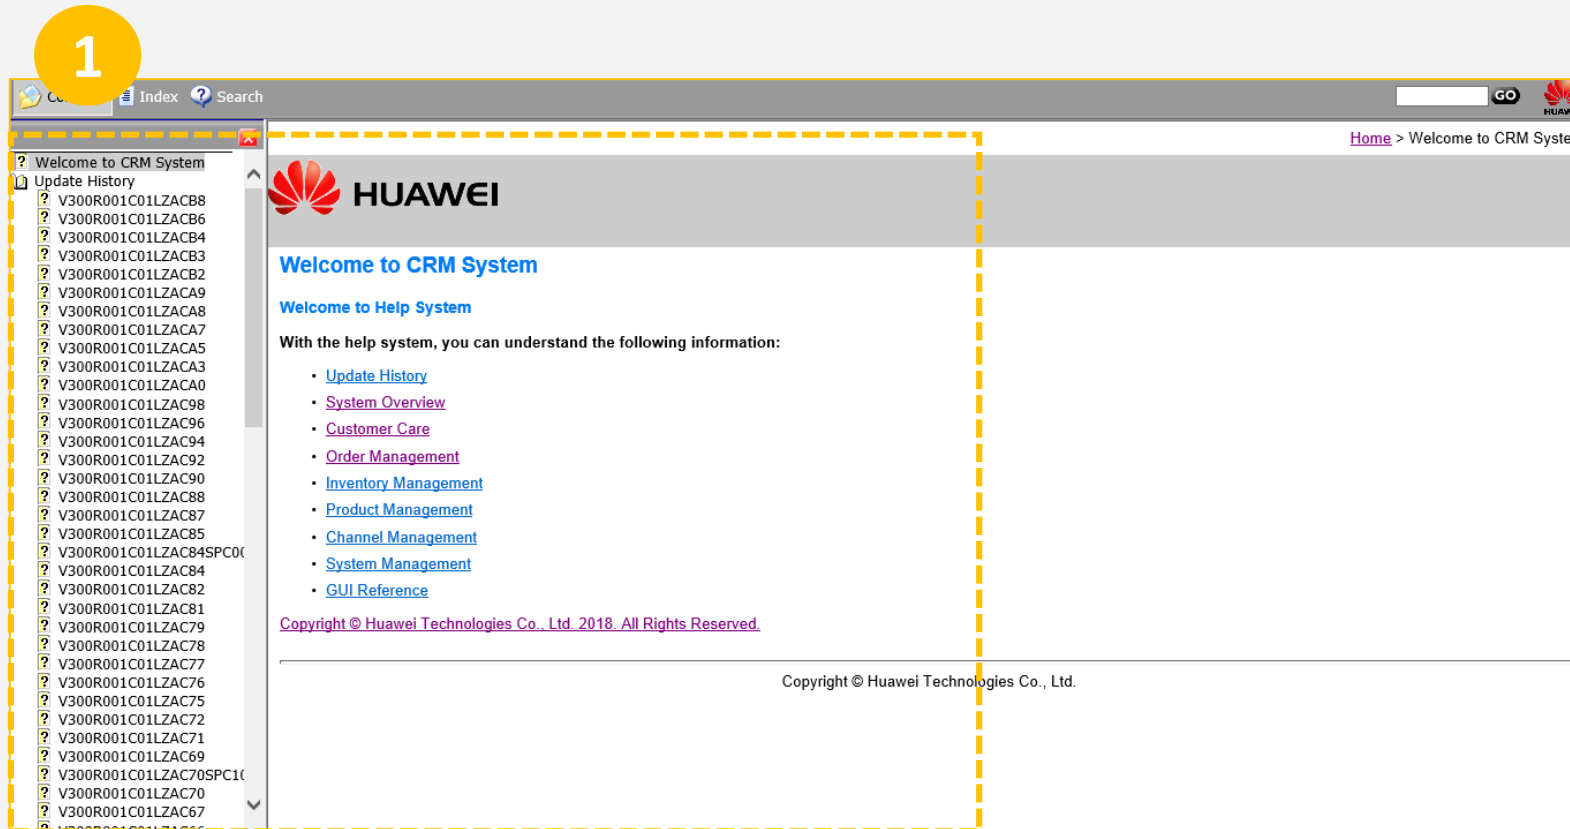 1
Index Search GO
HUAWEI
Home > Welcome to CRM Syste
Welcome to CRM System
Update History
V300R001C01LZACB8
V300R001C01LZACB6
V300R001C01LZACB4
V300R001C01LZACB3
V300R001C01LZACB2
V300R001C01LZACA9
V300R001C01LZACA8
V300R001C01LZACA7
V300R001C01LZACA5
V300R001C01LZACA3
V300R001C01LZACA0
V300R001C01LZAC98
V300R001C01LZAC96
V300R001C01LZAC94
V300R001C01LZAC92
V300R001C01LZAC90
V300R001C01LZAC88
V300R001C01LZAC87
V300R001C01LZAC85
V300R001C01LZAC84SPC00
V300R001C01LZAC84
V300R001C01LZAC82
V300R001C01LZAC81
V300R001C01LZAC79
V300R001C01LZAC78
V300R001C01LZAC77
V300R001C01LZAC76
V300R001C01LZAC75
V300R001C01LZAC72
V300R001C01LZAC71
V300R001C01LZAC69
V300R001C01LZAC70SPC10
V300R001C01LZAC70
V300R001C01LZAC67
HUAWEI
Welcome to CRM System
Welcome to Help System
With the help system, you can understand the following information:
• Update History
• System Overview
• Customer Care
• Order Management
• Inventory Management
• Product Management
• Channel Management
• System Management
• GUI Reference
Copyright © Huawei Technologies Co., Ltd. 2018. All Rights Reserved.
Copyright © Huawei Technologies Co., Ltd.